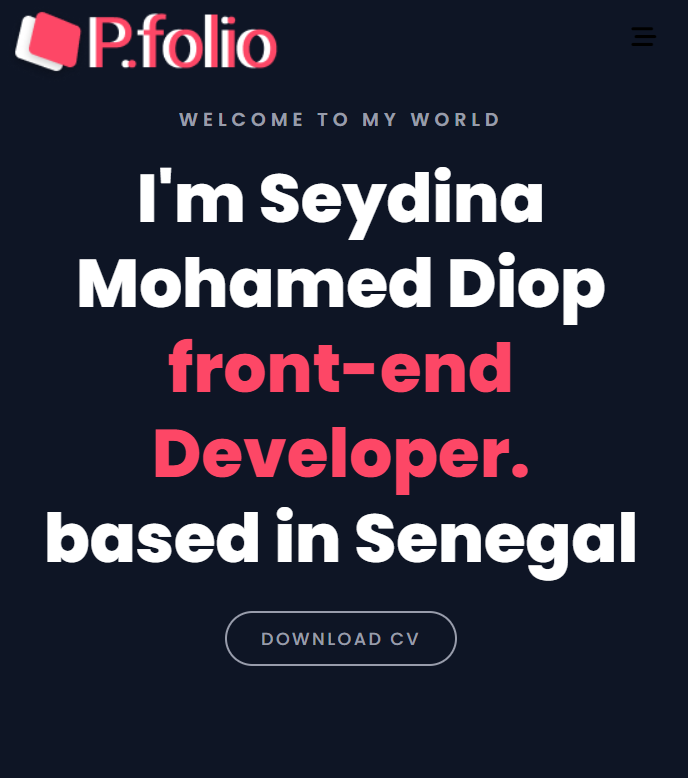 P.folio
WELCOME TO MY WORLD
I'm Seydina
Mohamed Diop
front-end
Developer.
based in Senegal
DOWNLOAD CV